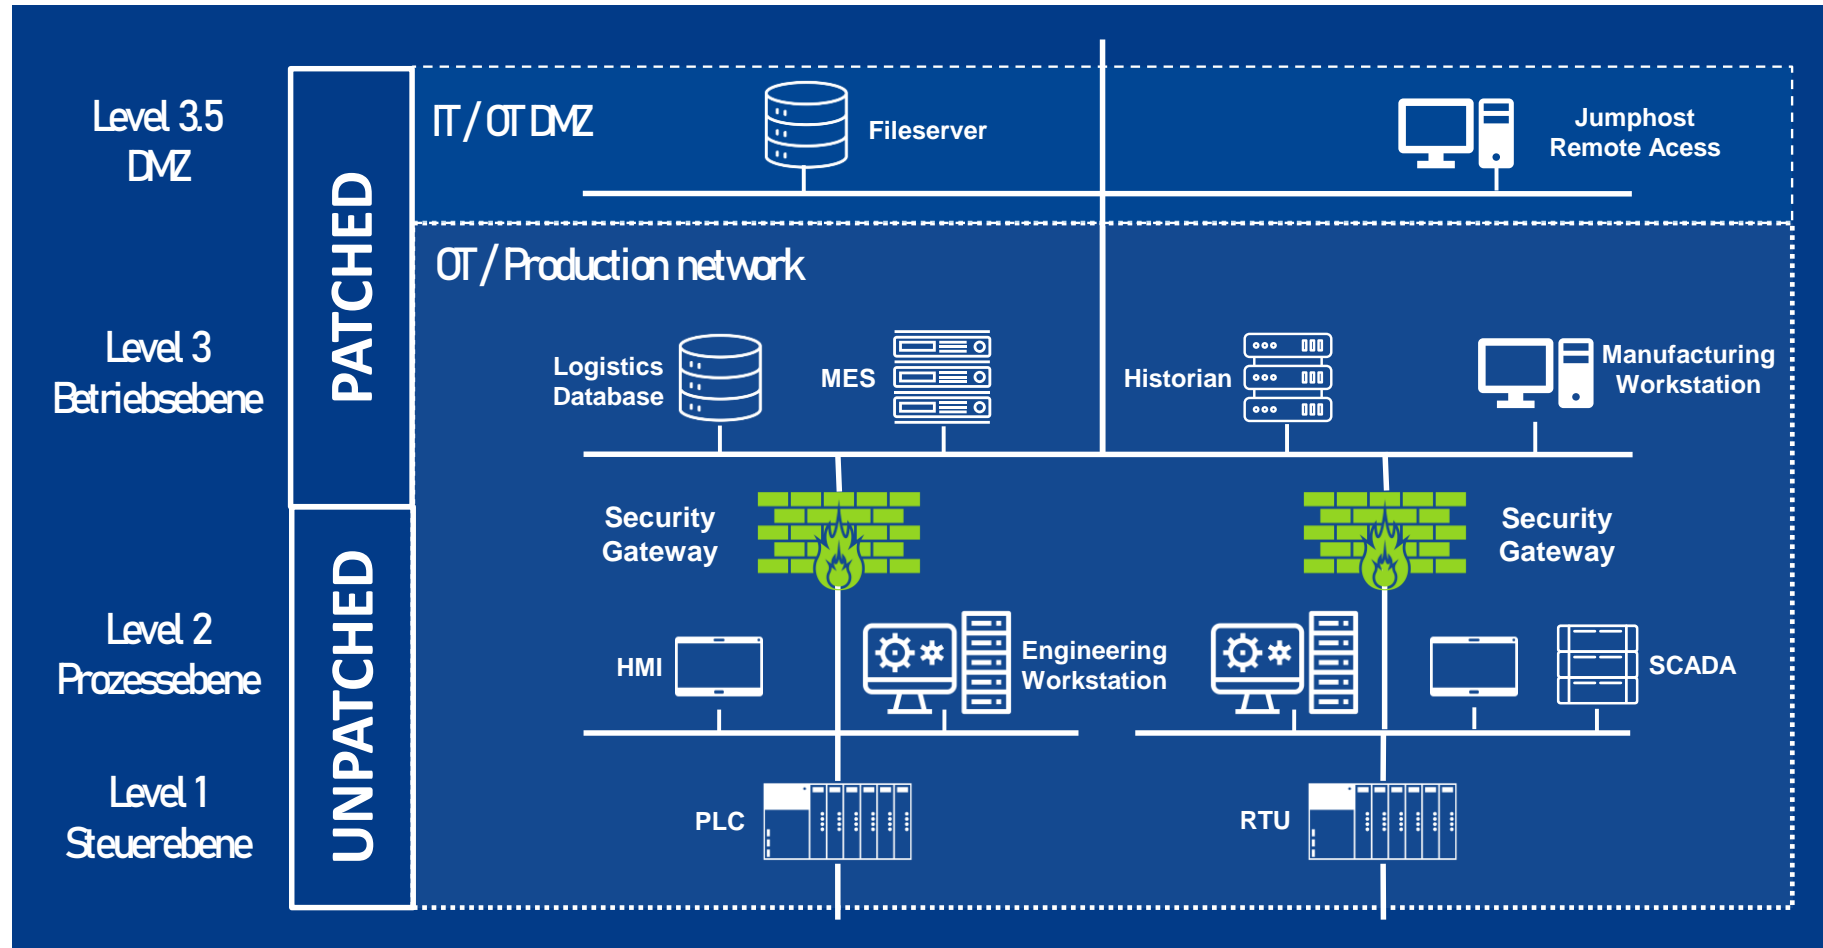 Level 3.5
DMZ
PATCHED
IT / OT DMZ
Fileserver
Jumphost
Remote Acess
OT / Production network
Level 3
Betriebsebene
Logistics
Database
MES
Historian
Manufacturing
Workstation
Security
Gateway
Security
Gateway
UNPATCHED
Level 2
Prozessebene
HMI
Engineering
Workstation
SCADA
Level 1
Steuerebene
PLC
RTU